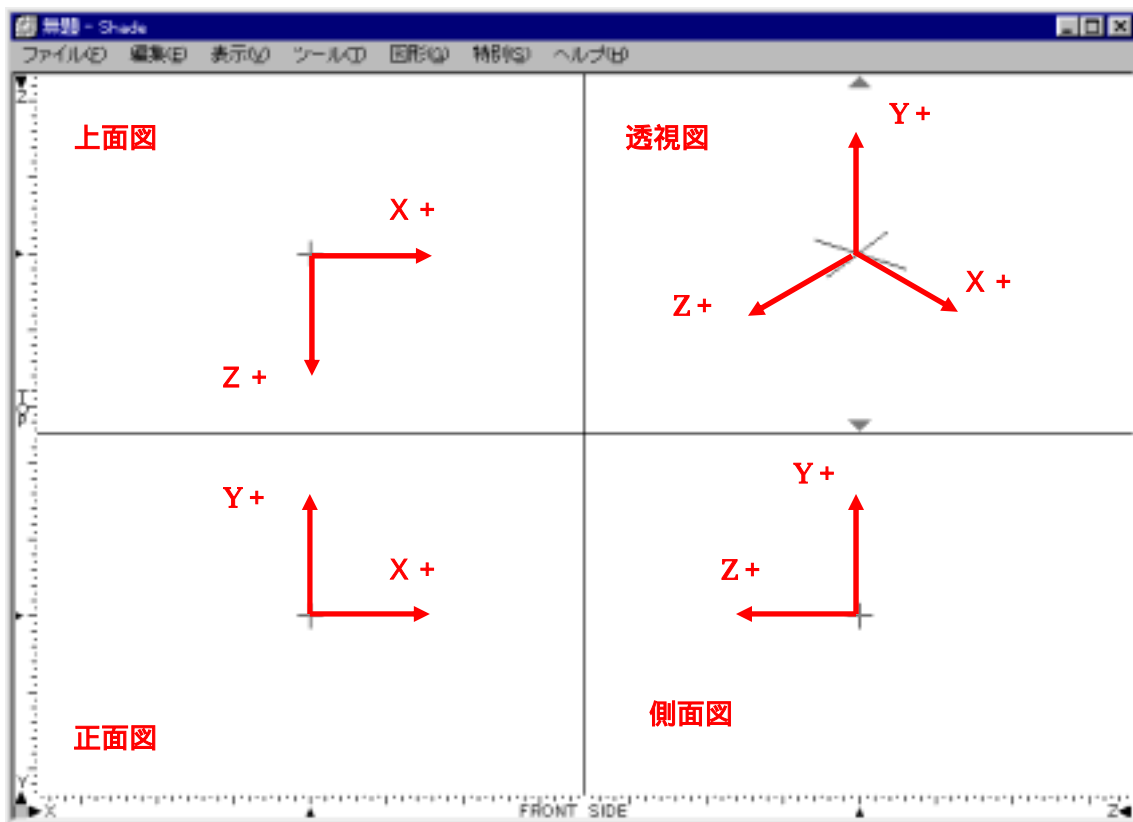 無題 - Shade
ファイル(F) 編集(E) 表示(V) ツール(T) 図形(G) 特別(S) ヘルプ(H)
Z
上面図
X +
Z +
透視図
Y +
Z +
X +
TOP
Y +
X +
正面図
Y +
Z +
側面図
Y
X
FRONT SIDE
Z